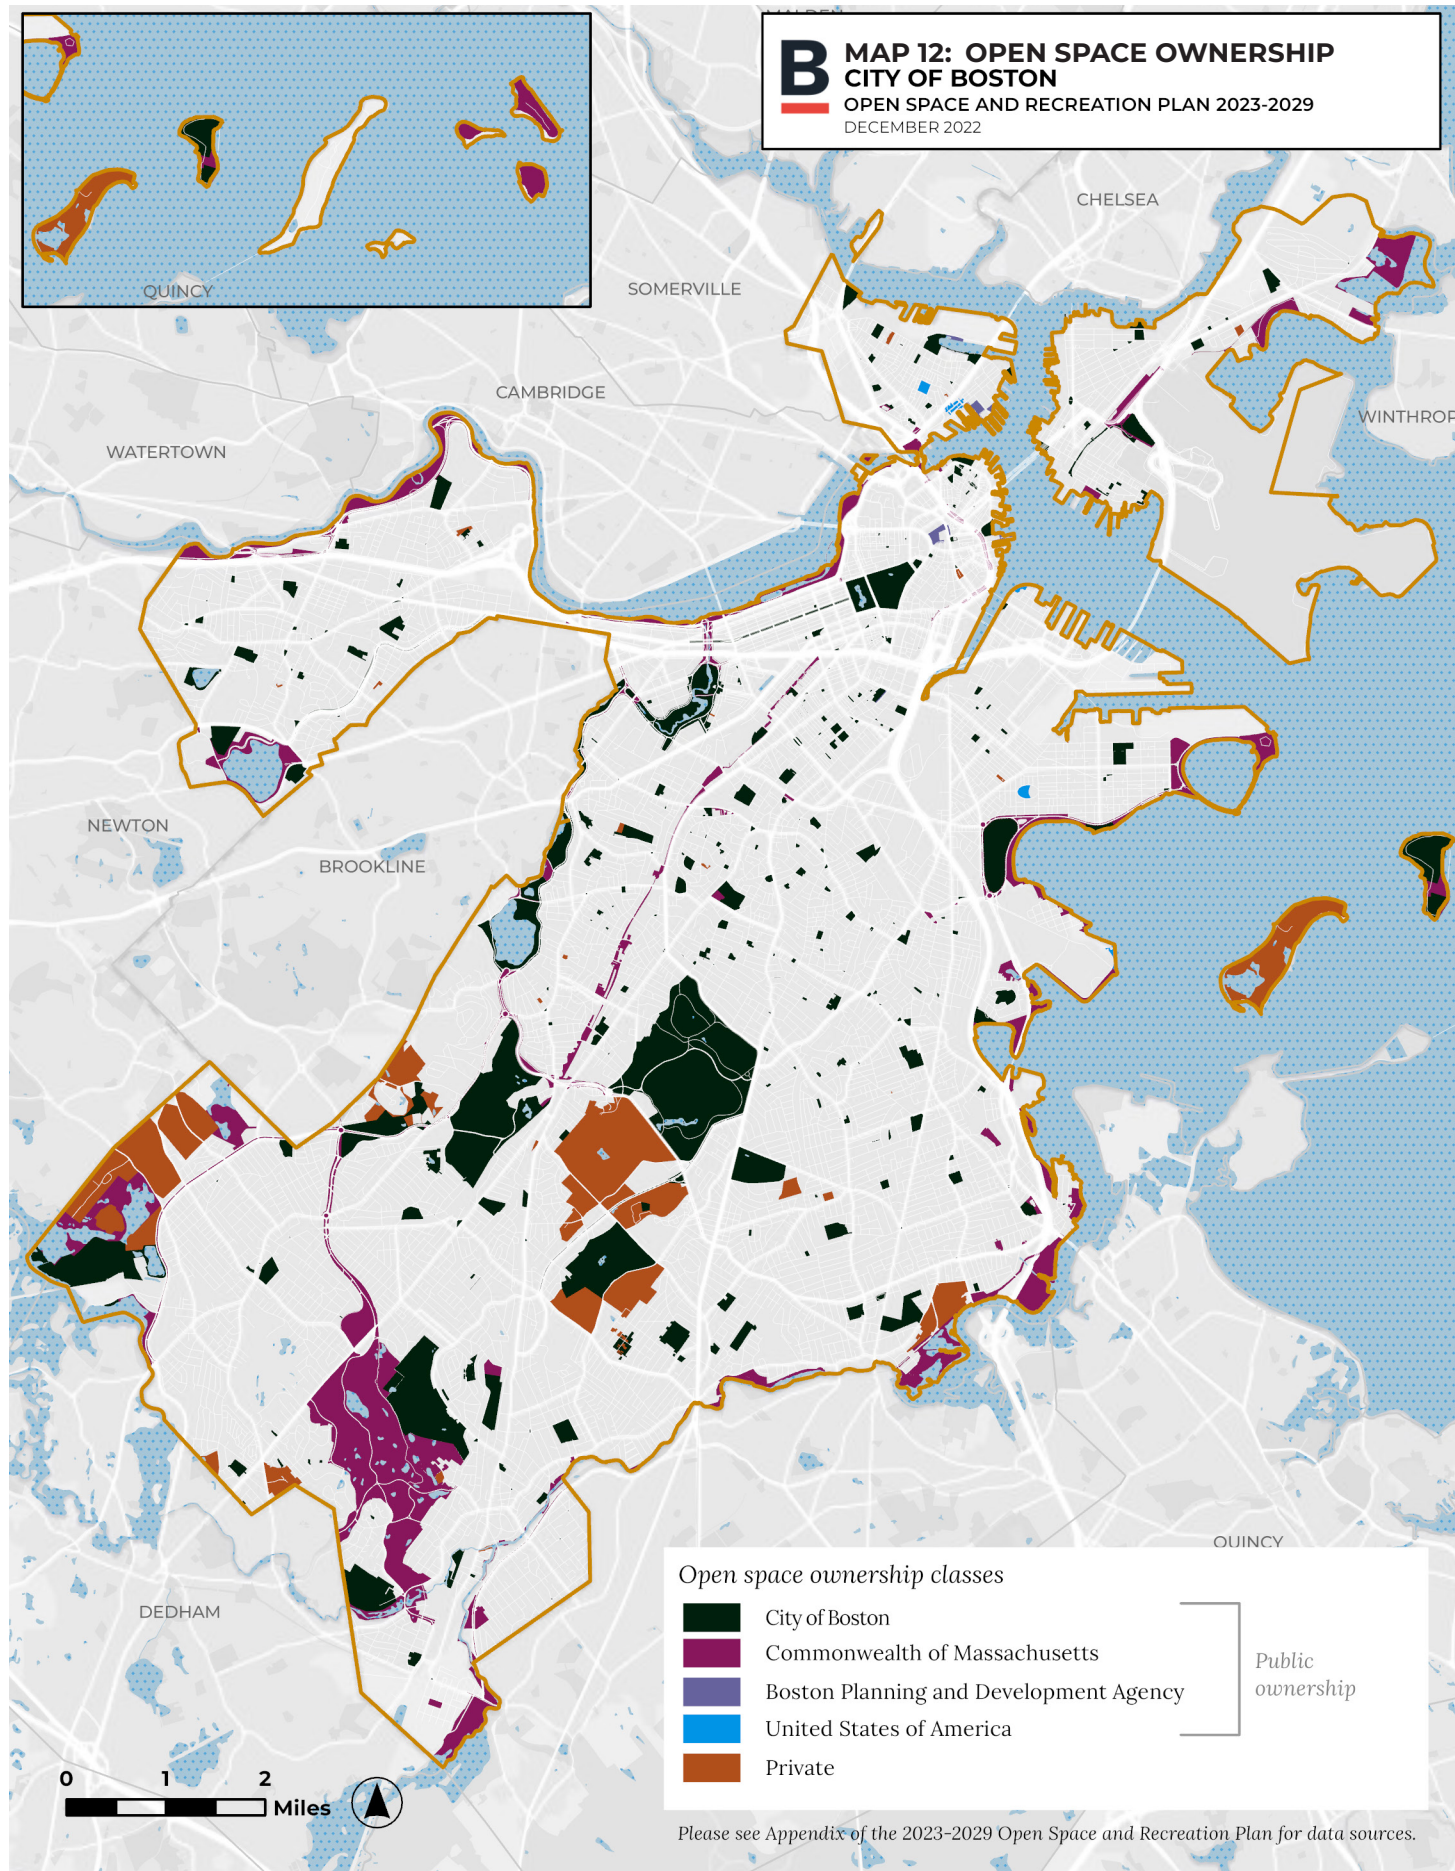 MALDEN
B
MAP 12: OPEN SPACE OWNERSHIP
CITY OF BOSTON
OPEN SPACE AND RECREATION PLAN 2023-2029
DECEMBER 2022
CHELSEA
QUINCY
SOMERVILLE
CAMBRIDGE
WINTHROP
WATERTOWN
NEWTON
BROOKLINE
QUINCY
DEDHAM
Open space ownership classes
City of Boston
Commonwealth of Massachusetts
Boston Planning and Development Agency
United States of America
Private
Public
ownership
0 1 2
Miles
Please see Appendix of the 2023-2029 Open Space and Recreation Plan for data sources.